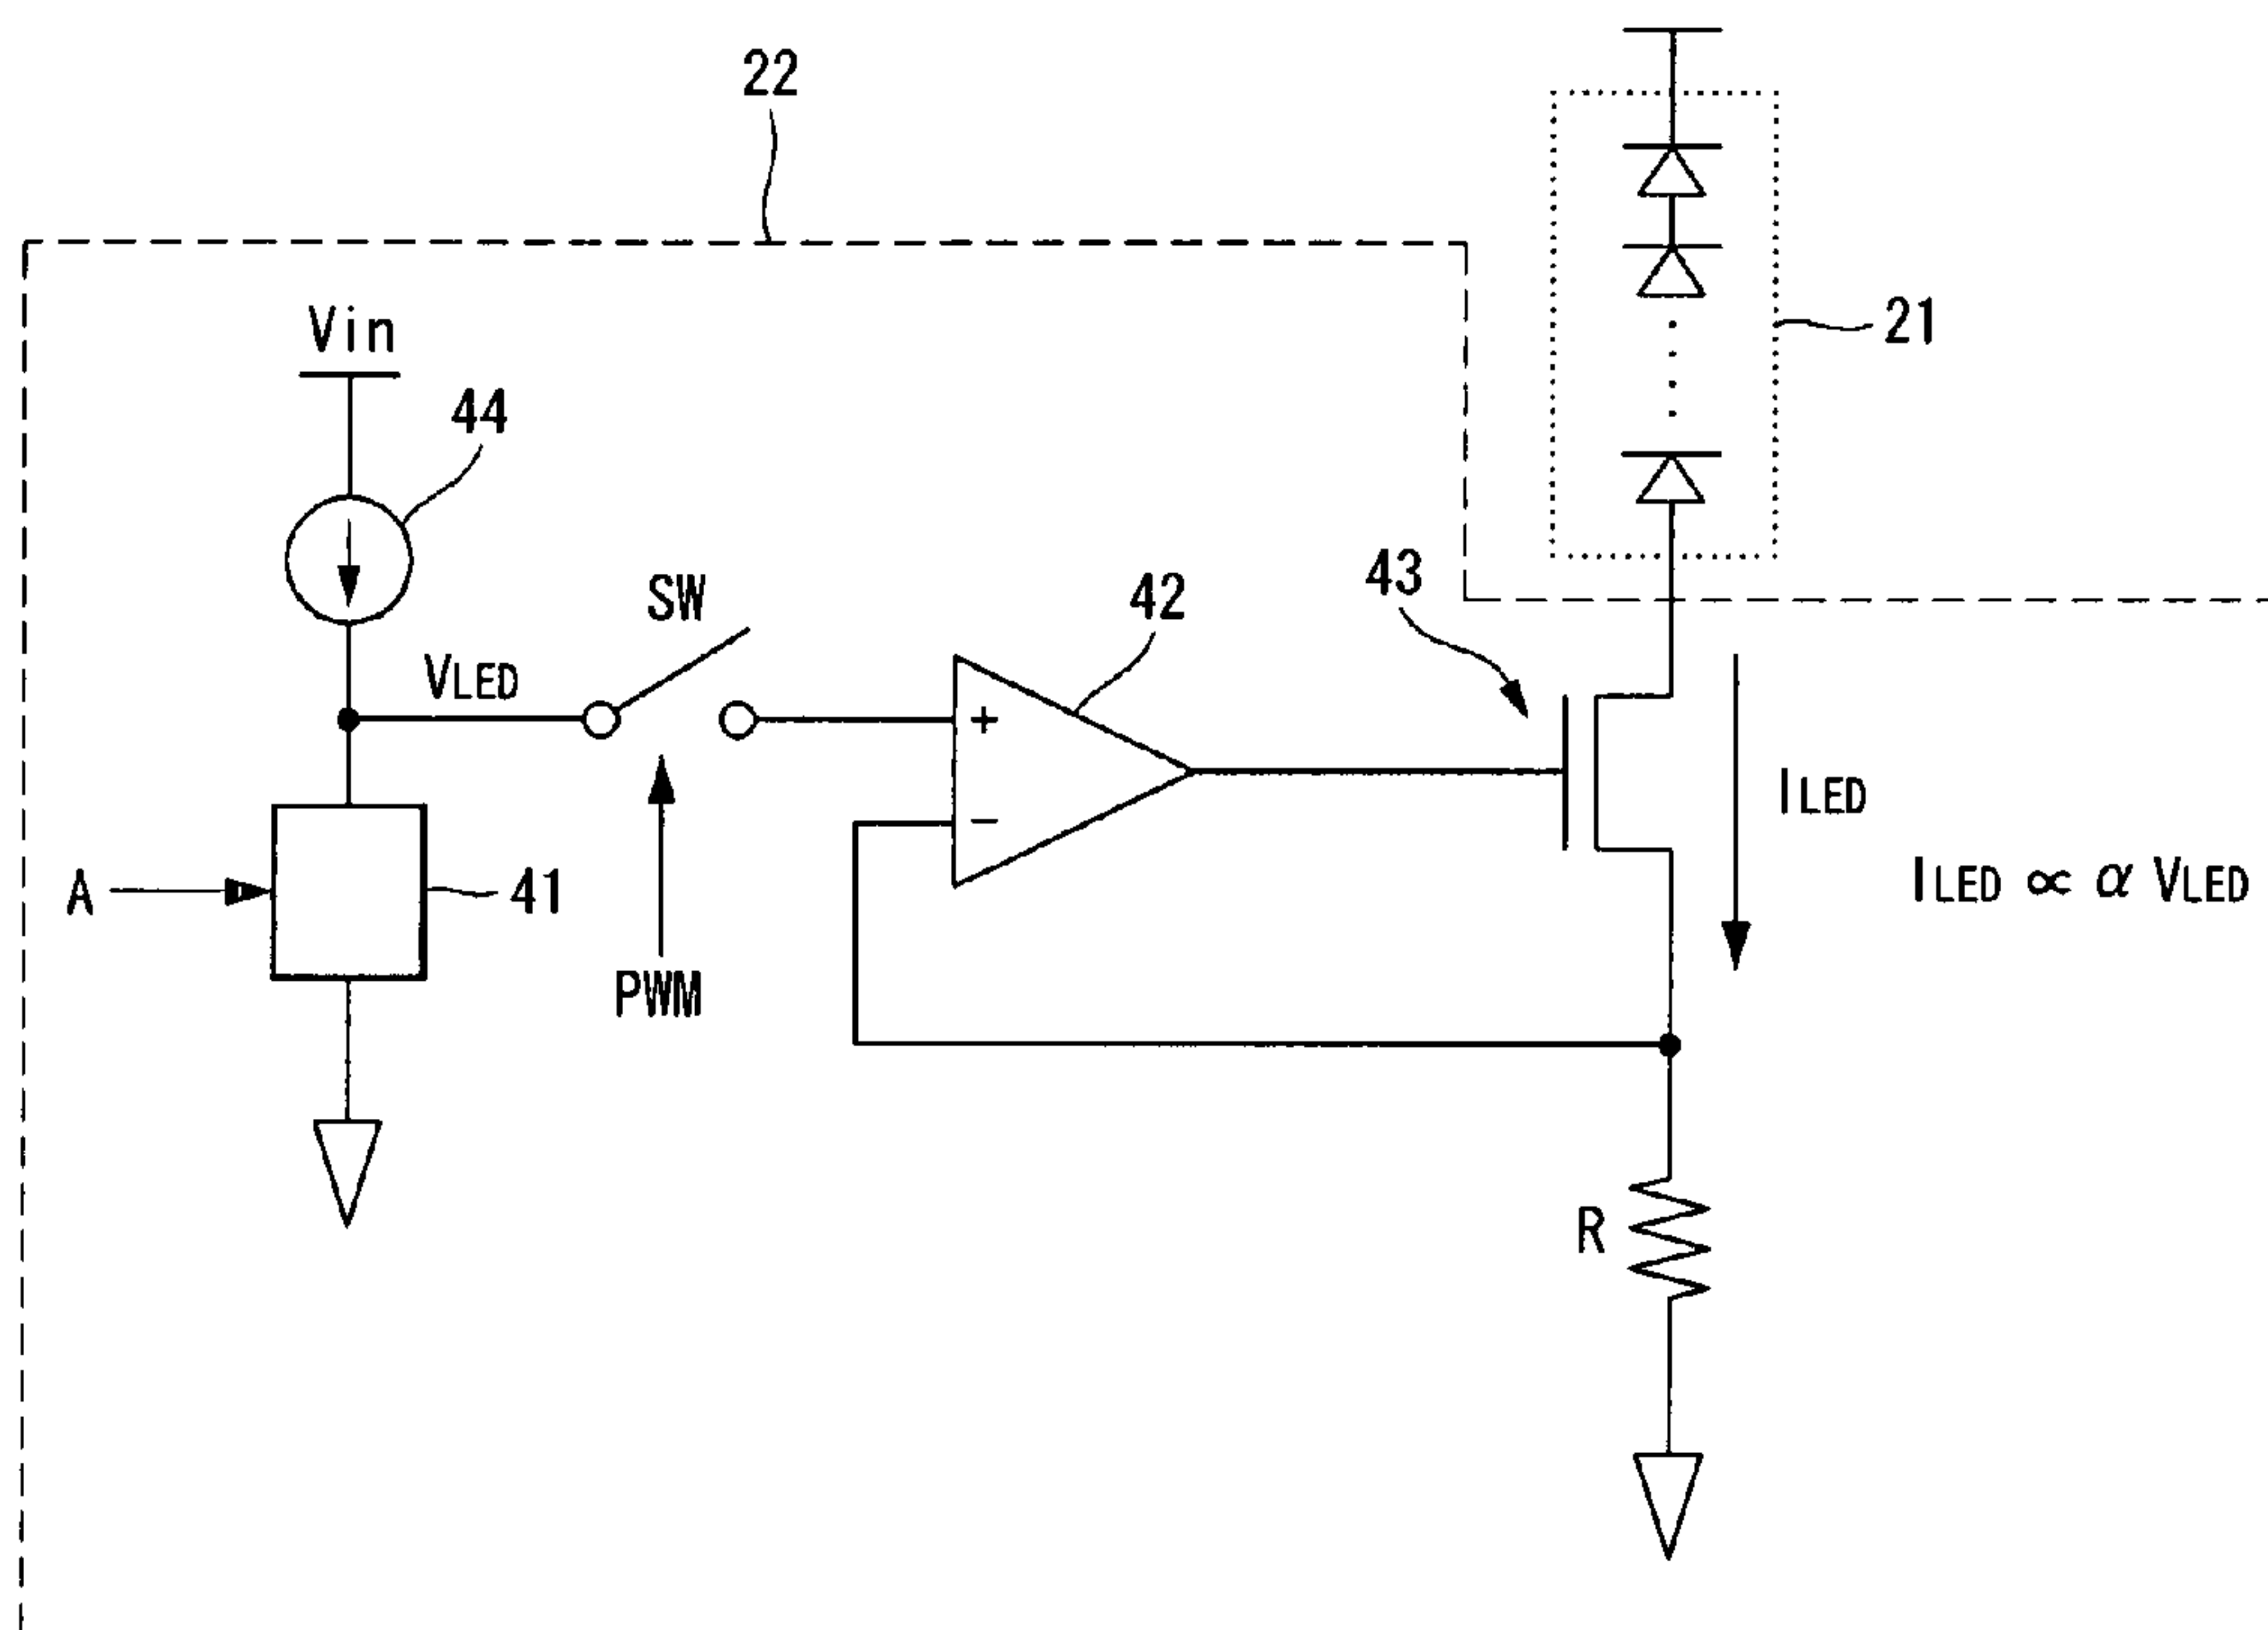 22
21
Vin
44
43
42
SW
VLED
+
−
ILED
A
41
PWM
ILED ∝ α VLED
R